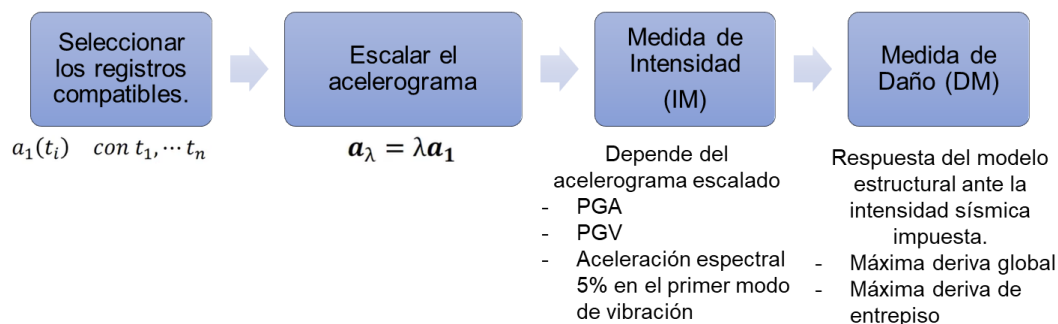 Seleccionar
los registros
compatibles.
a₁(tᵢ) con t₁,⋯ tₙ
Escalar el
acelerograma
a_λ = λa₁
Medida de
Intensidad
(IM)
Depende del
acelerograma escalado
- PGA
- PGV
- Aceleración espectral
5% en el primer modo
de vibración
Medida de
Daño (DM)
Respuesta del modelo
estructural ante la
intensidad sísmica
impuesta.
- Máxima deriva global
- Máxima deriva de
entrepiso